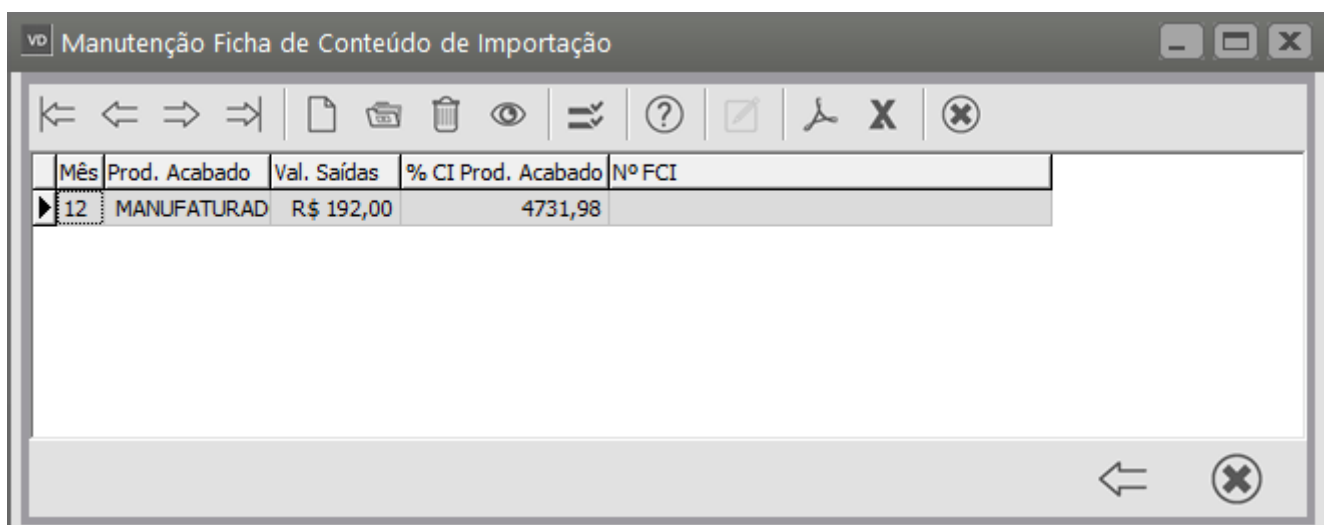 VD Manutenção Ficha de Conteúdo de Importação
Mês Prod. Acabado Val. Saídas % CI Prod. Acabado Nº FCI
12 MANUFATURAD R$ 192,00 4731,98